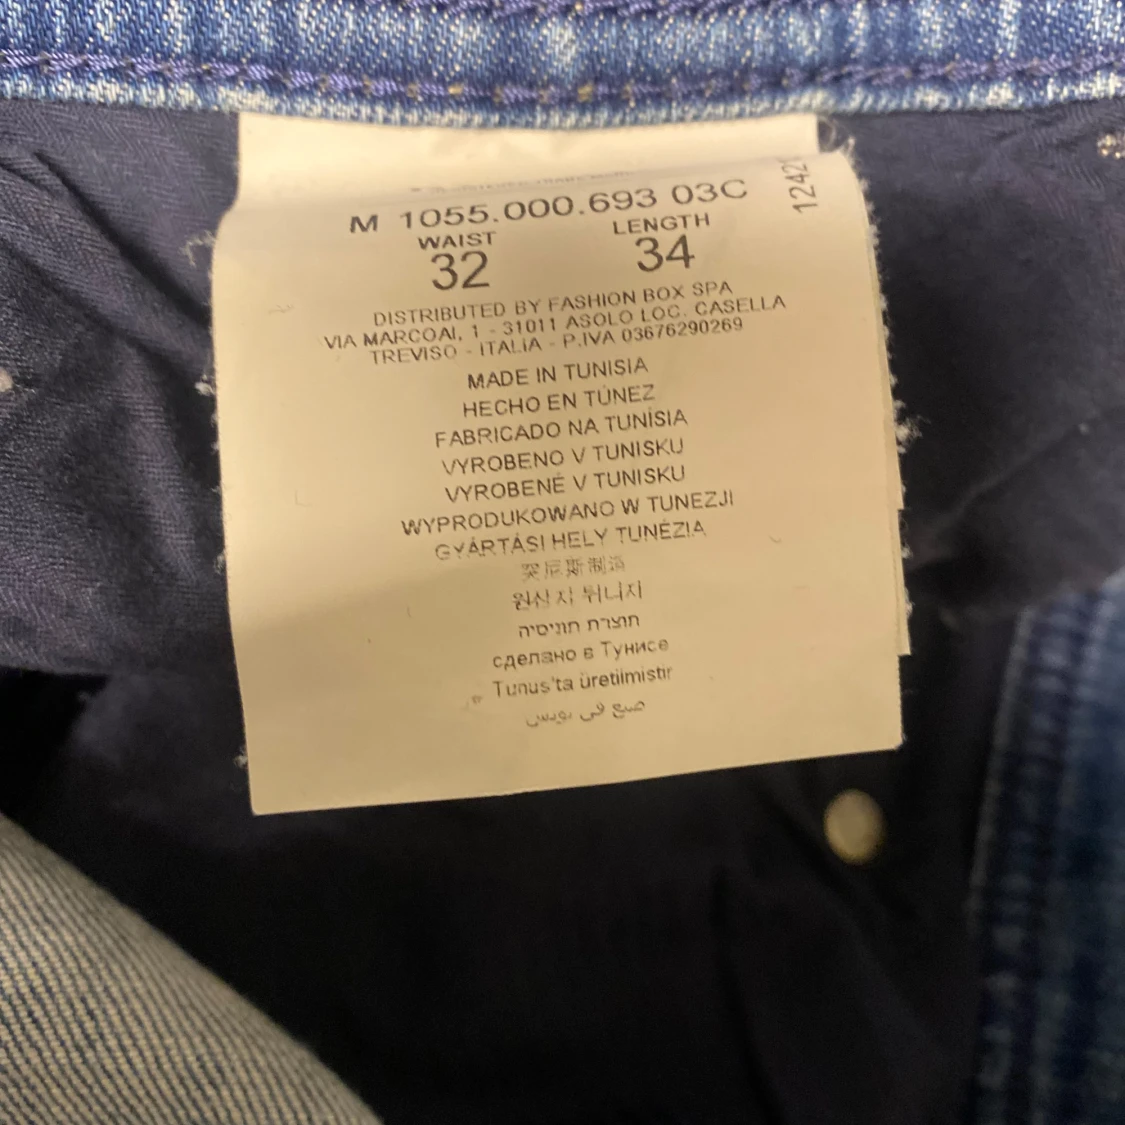 M 1055.000.693 03C
WAIST LENGTH
32 34
DISTRIBUTED BY FASHION BOX SPA
VIA MARCOAI, 1 - 31011 ASOLO LOC. CASELLA
TREVISO - ITALIA - P.IVA 03676290269
MADE IN TUNISIA
HECHO EN TÚNEZ
FABRICADO NA TUNÍSIA
VYROBENO V TUNISKU
VYROBENÉ V TUNISKU
WYPRODUKOWANO W TUNEZJI
GYÁRTÁSI HELY TUNÉZIA
突尼斯制造
원산지 튀니지
תוצרת תוניסיה
сделано в Тунисе
Tunus'ta üretilmistir
صنع في تونس